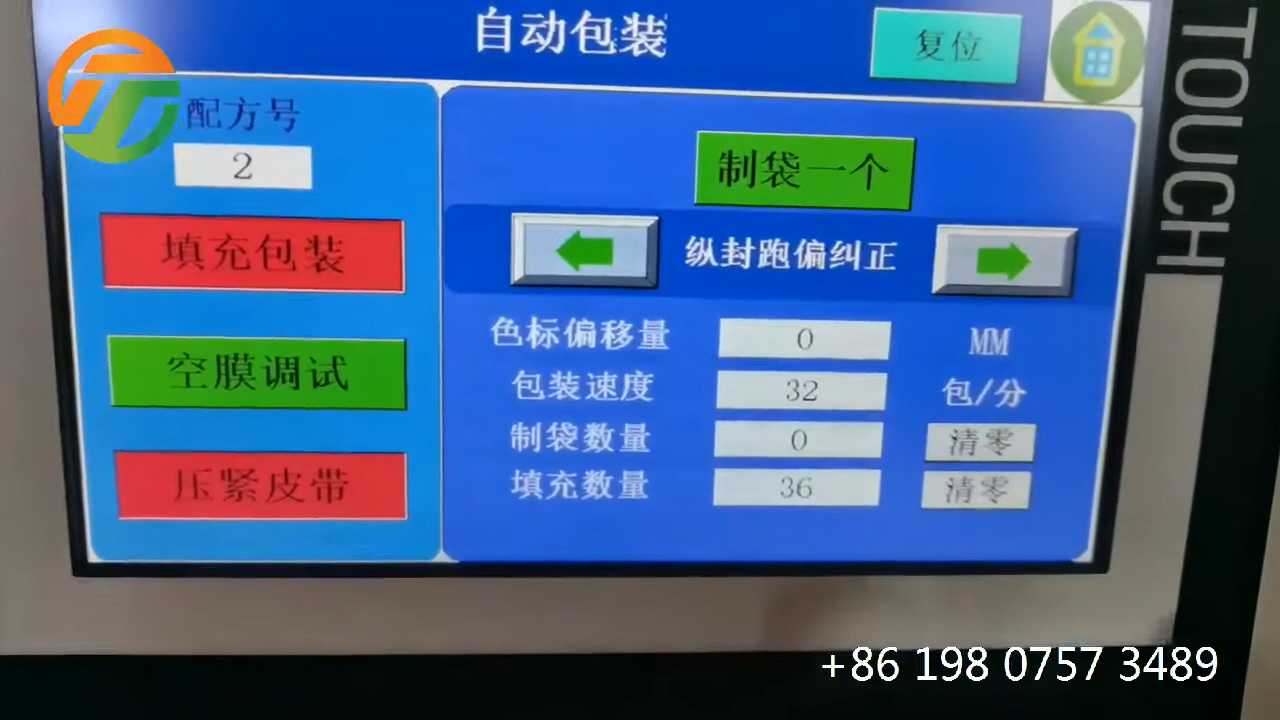 自动包装
复位
TOUCH
配方号
2
填充包装
空膜调试
压紧皮带
制袋一个
纵封跑偏纠正
色标偏移量 0 MM
包装速度 32 包/分
制袋数量 0 清零
填充数量 36 清零
+86 198 0757 3489